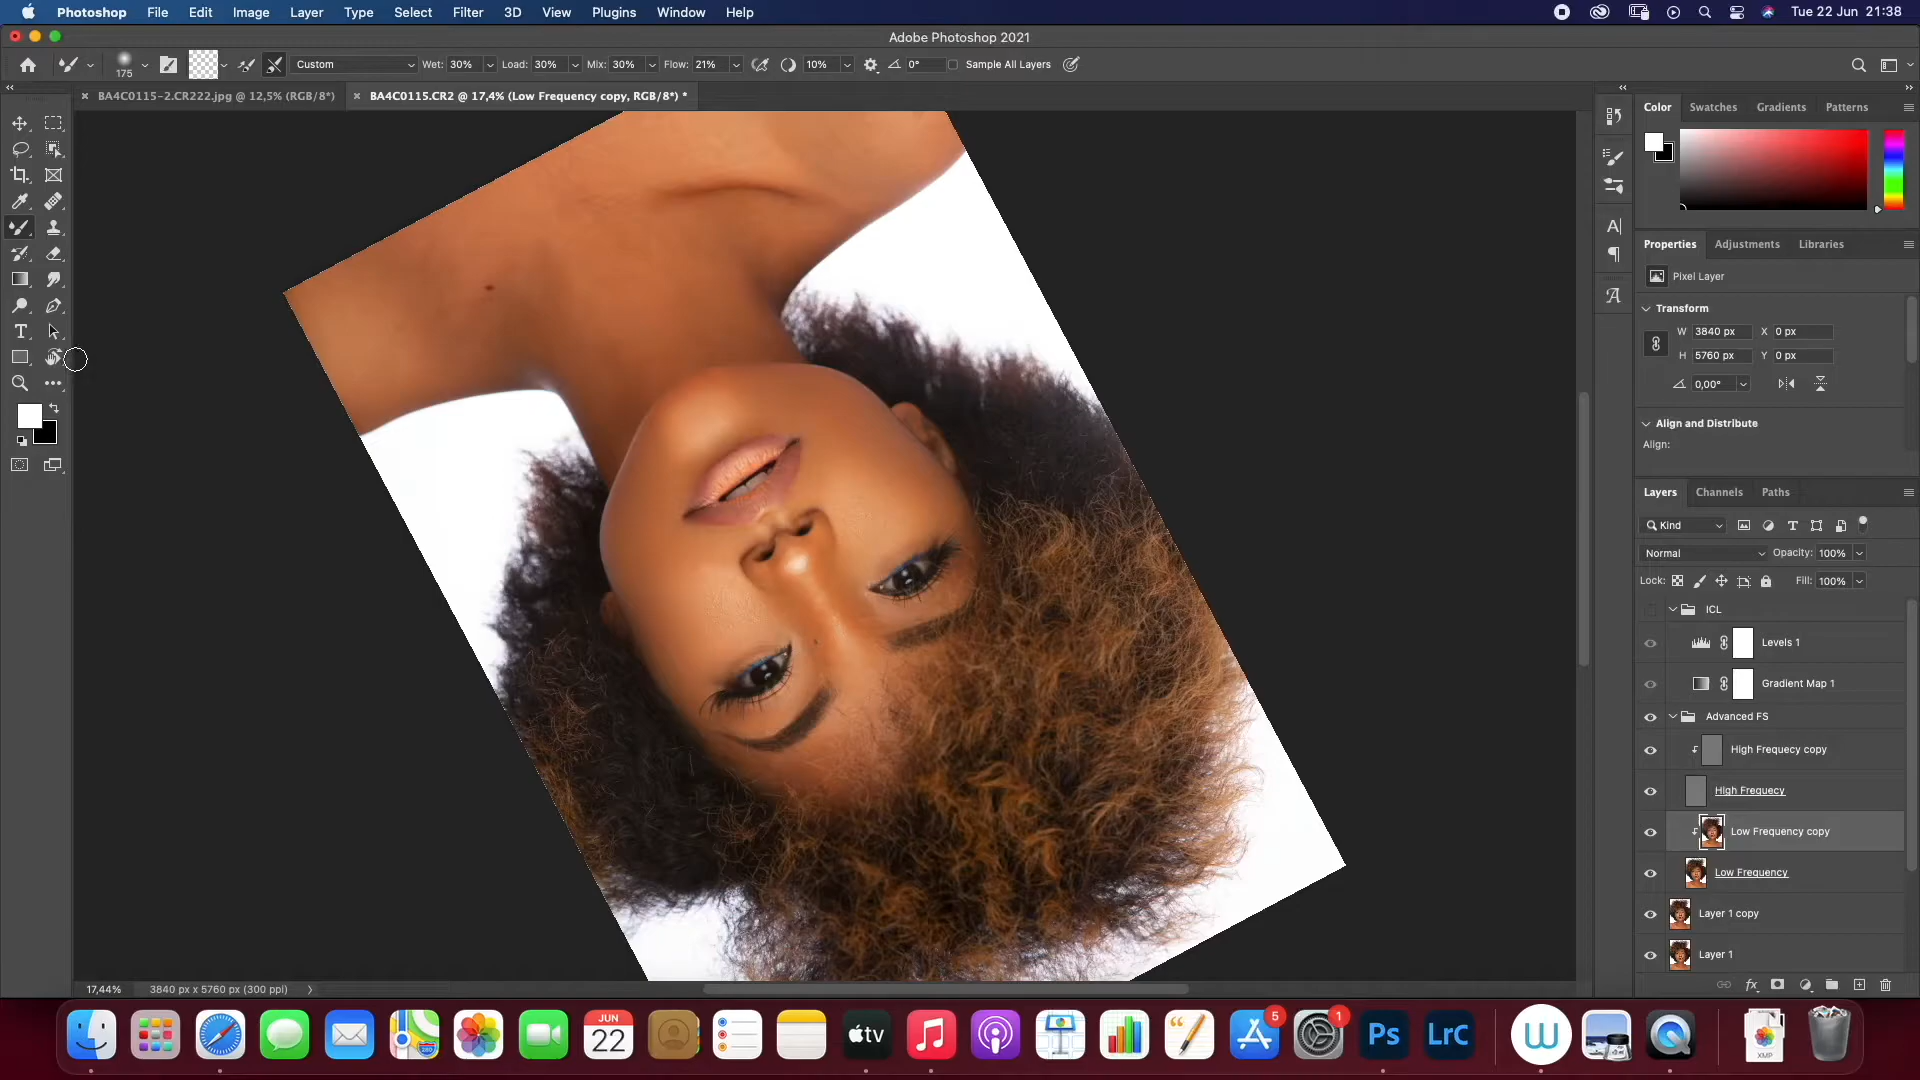 Photoshop File Edit Image Layer Type Select Filter 3D View Plugins Window Help Tue 22 Jun 21:38
Adobe Photoshop 2021
175 Custom Wet: 30% Load: 30% Mix: 30% Flow: 21% 10% 0° Sample All Layers
BA4C0115-2.CR222.jpg @ 12,5% (RGB/8*) BA4C0115.CR2 @ 17,4% (Low Frequency copy, RGB/8*) *
Color Swatches Gradients Patterns
Properties Adjustments Libraries
Pixel Layer
Transform
W 3840 px X 0 px
H 5760 px Y 0 px
0,00°
Align and Distribute
Align:
Layers Channels Paths
Kind
Normal Opacity: 100%
Lock: Fill: 100%
ICL
Levels 1
Gradient Map 1
Advanced FS
High Frequecy copy
High Frequecy
Low Frequency copy
Low Frequency
Layer 1 copy
Layer 1
17,44% 3840 px x 5760 px (300 ppi)
JUN
22
tv
5
1
Ps
LrC
W
XMP